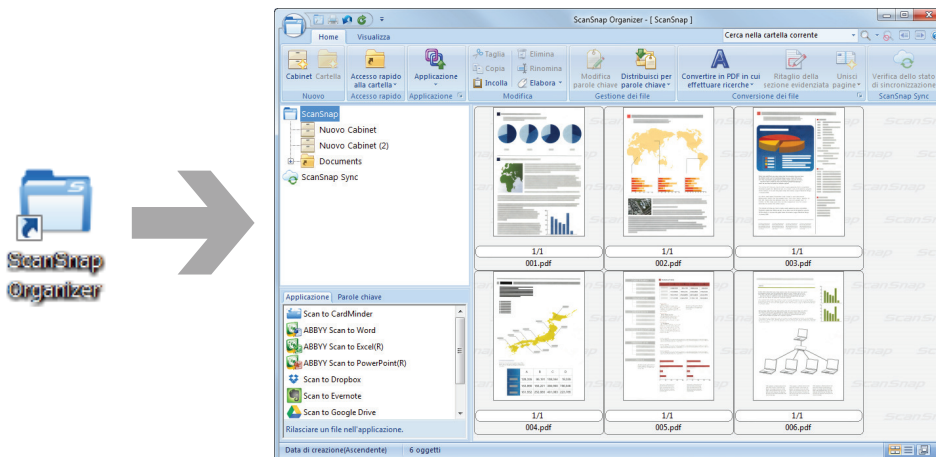 ScanSnap
Organizer
ScanSnap Organizer - [ ScanSnap ]
Home Visualizza
Cerca nella cartella corrente
Cabinet Cartella
Nuovo
Accesso rapido
alla cartella
Accesso rapido
Applicazione
Applicazione
Taglia
Copia
Incolla
Elimina
Rinomina
Elabora
Modifica
Modifica
parole chiave
Distribuisci per
parole chiave
Gestione dei file
Convertire in PDF in cui
effettuare ricerche
Ritaglio della
sezione evidenziata
Unisci
pagine
Conversione dei file
Verifica dello stato
di sincronizzazione
ScanSnap Sync
ScanSnap
Nuovo Cabinet
Nuovo Cabinet (2)
Documents
ScanSnap Sync
1/1
001.pdf
1/1
002.pdf
1/1
003.pdf
1/1
004.pdf
1/1
005.pdf
1/1
006.pdf
Applicazione Parole chiave
Scan to CardMinder
ABBYY Scan to Word
ABBYY Scan to Excel(R)
ABBYY Scan to PowerPoint(R)
Scan to Dropbox
Scan to Evernote
Scan to Google Drive
Rilasciare un file nell'applicazione.
Data di creazione(Ascendente) 6 oggetti